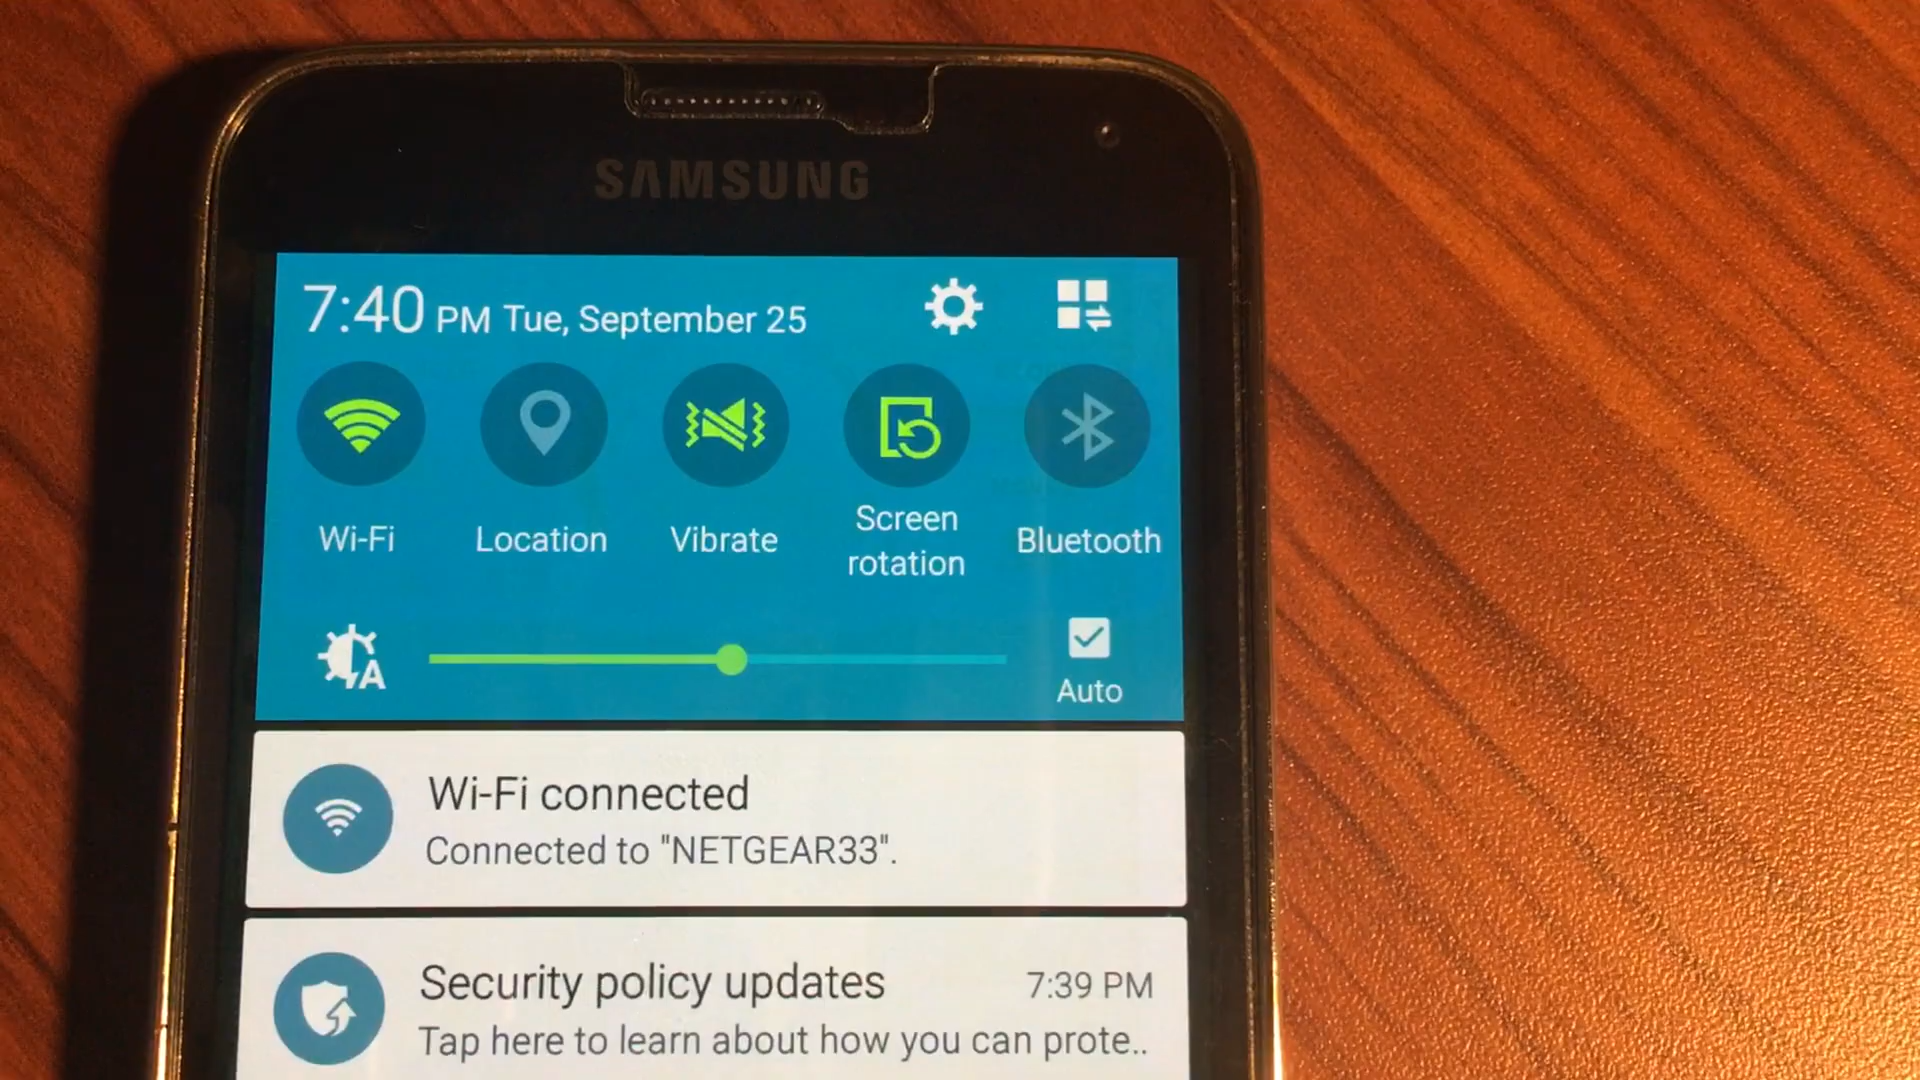 SAMSUNG
7:40 PM Tue, September 25
Wi-Fi
Location
Vibrate
Screen
rotation
Bluetooth
A
Auto
Wi-Fi connected
Connected to "NETGEAR33".
Security policy updates 7:39 PM
Tap here to learn about how you can prote..